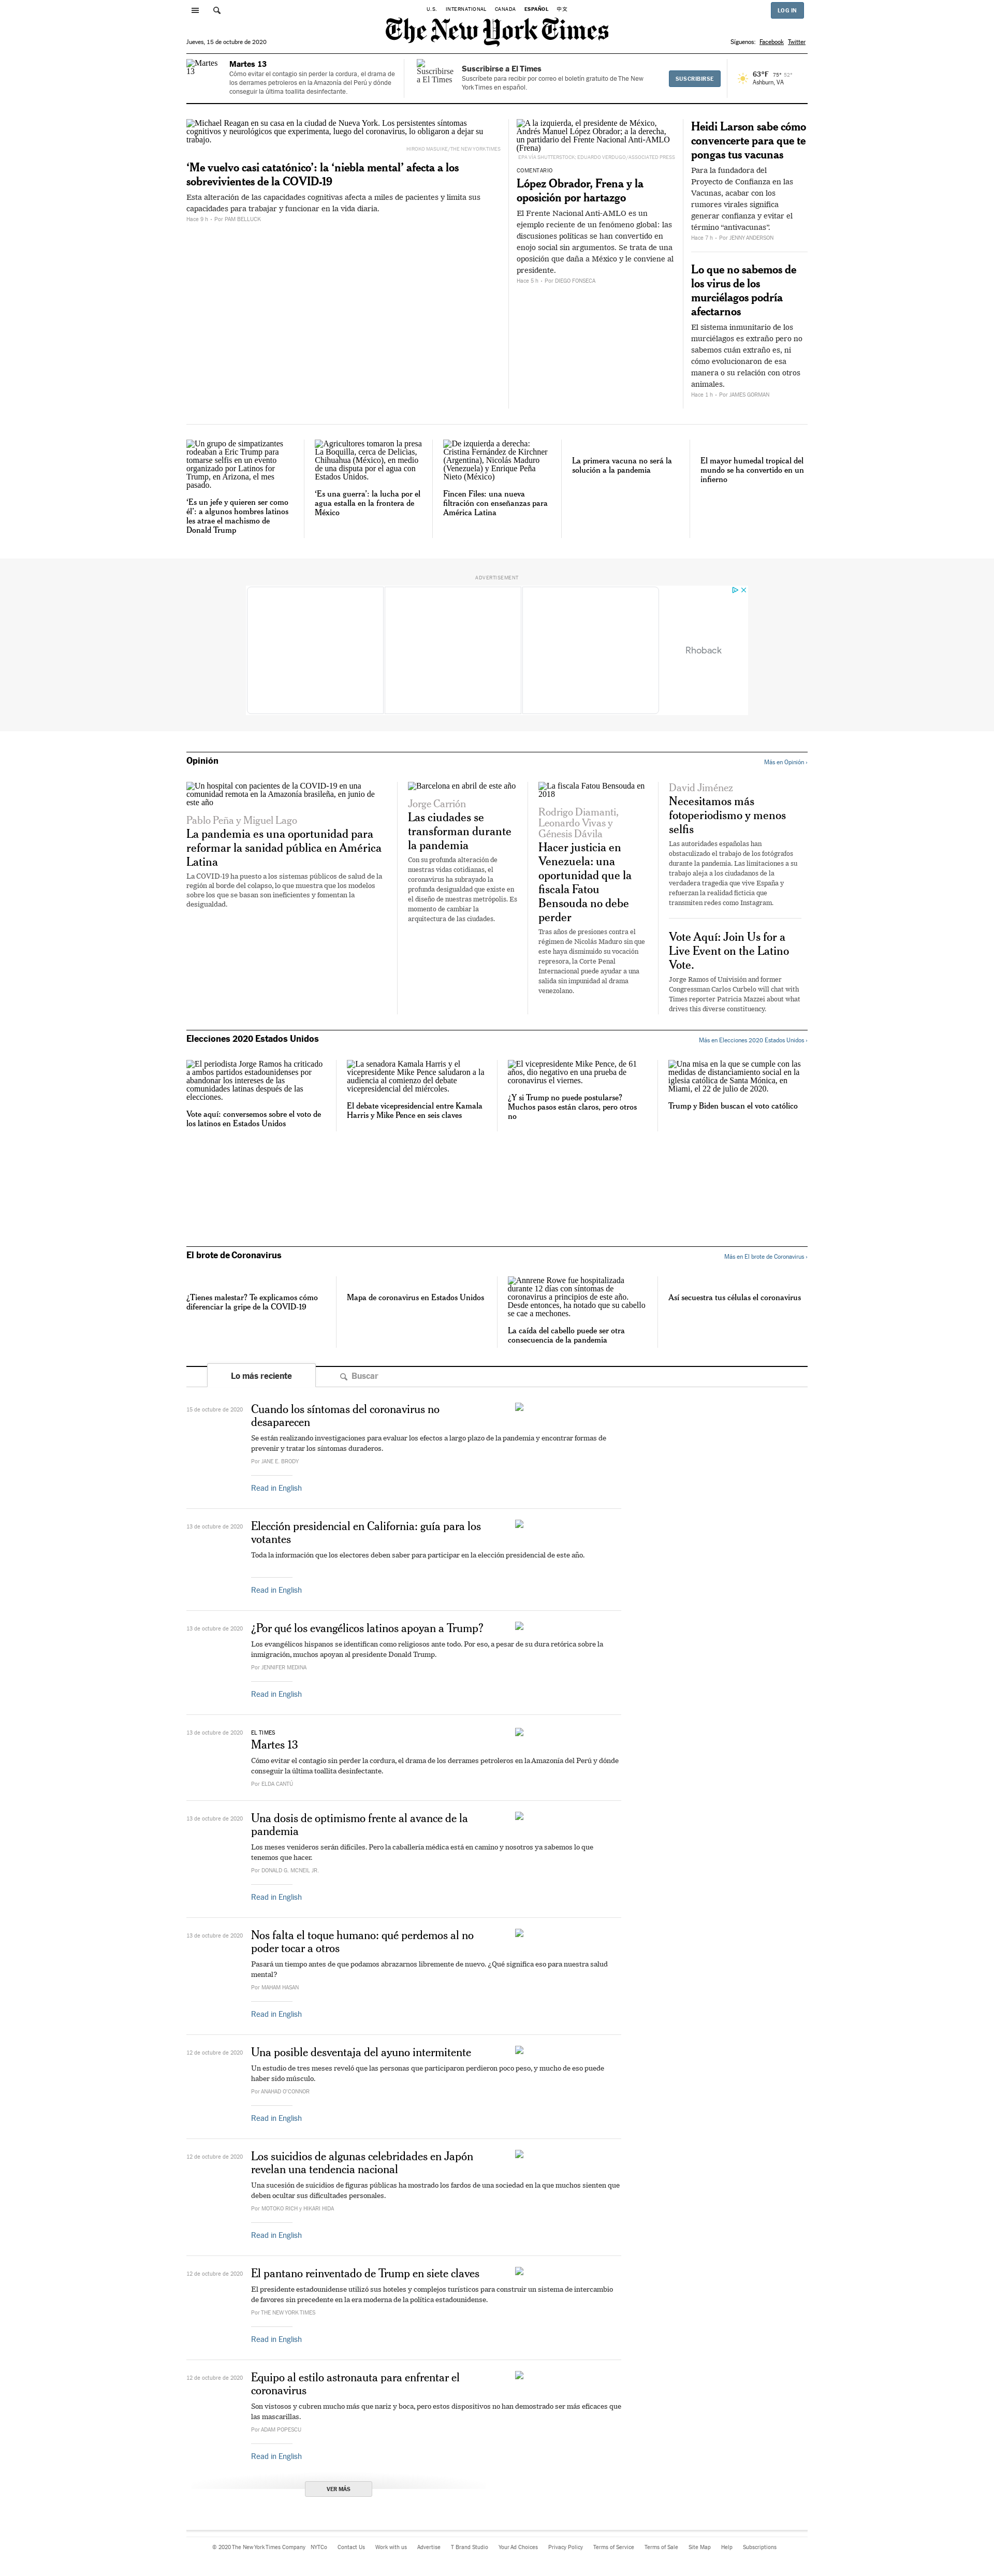 U.S.
INTERNATIONAL
CANADA
ESPAÑOL
中文
LOG IN
The New York Times
Jueves, 15 de octubre de 2020
Síguenos: Facebook Twitter
Martes 13
Martes 13
Cómo evitar el contagio sin perder la cordura, el drama de
los derrames petroleros en la Amazonía del Perú y dónde
conseguir la última toallita desinfectante.
Suscribirse a El Times
Suscribirse a El Times
Suscríbete para recibir por correo el boletín gratuito de The New
York Times en español.
SUSCRIBIRSE
63°F 75° 52°
Ashburn, VA
Michael Reagan en su casa en la ciudad de Nueva York. Los persistentes síntomas
cognitivos y neurológicos que experimenta, luego del coronavirus, lo obligaron a dejar su
trabajo.
HIROKO MASUIKE/THE NEW YORK TIMES
‘Me vuelvo casi catatónico’: la ‘niebla mental’ afecta a los
sobrevivientes de la COVID-19
Esta alteración de las capacidades cognitivas afecta a miles de pacientes y limita sus
capacidades para trabajar y funcionar en la vida diaria.
Hace 9 h - Por PAM BELLUCK
A la izquierda, el presidente de México,
Andrés Manuel López Obrador; a la derecha,
un partidario del Frente Nacional Anti-AMLO
(Frena)
EPA VÍA SHUTTERSTOCK; EDUARDO VERDUGO/ASSOCIATED PRESS
COMENTARIO
López Obrador, Frena y la
oposición por hartazgo
El Frente Nacional Anti-AMLO es un
ejemplo reciente de un fenómeno global: las
discusiones políticas se han convertido en
enojo social sin argumentos. Se trata de una
oposición que daña a México y le conviene al
presidente.
Hace 5 h - Por DIEGO FONSECA
Heidi Larson sabe cómo
convencerte para que te
pongas tus vacunas
Para la fundadora del
Proyecto de Confianza en las
Vacunas, acabar con los
rumores virales significa
generar confianza y evitar el
término “antivacunas”.
Hace 7 h - Por JENNY ANDERSON
Lo que no sabemos de
los virus de los
murciélagos podría
afectarnos
El sistema inmunitario de los
murciélagos es extraño pero no
sabemos cuán extraño es, ni
cómo evolucionaron de esa
manera o su relación con otros
animales.
Hace 1 h - Por JAMES GORMAN
Un grupo de simpatizantes
rodeaban a Eric Trump para
tomarse selfis en un evento
organizado por Latinos for
Trump, en Arizona, el mes
pasado.
‘Es un jefe y quieren ser como
él’: a algunos hombres latinos
les atrae el machismo de
Donald Trump
Agricultores tomaron la presa
La Boquilla, cerca de Delicias,
Chihuahua (México), en medio
de una disputa por el agua con
Estados Unidos.
‘Es una guerra’: la lucha por el
agua estalla en la frontera de
México
De izquierda a derecha:
Cristina Fernández de Kirchner
(Argentina), Nicolás Maduro
(Venezuela) y Enrique Peña
Nieto (México)
Fincen Files: una nueva
filtración con enseñanzas para
América Latina
La primera vacuna no será la
solución a la pandemia
El mayor humedal tropical del
mundo se ha convertido en un
infierno
ADVERTISEMENT
Rhoback
Opinión
Más en Opinión ›
Un hospital con pacientes de la COVID-19 en una
comunidad remota en la Amazonía brasileña, en junio de
este año
Pablo Peña y Miguel Lago
La pandemia es una oportunidad para
reformar la sanidad pública en América
Latina
La COVID-19 ha puesto a los sistemas públicos de salud de la
región al borde del colapso, lo que muestra que los modelos
sobre los que se basan son ineficientes y fomentan la
desigualdad.
Barcelona en abril de este año
Jorge Carrión
Las ciudades se
transforman durante
la pandemia
Con su profunda alteración de
nuestras vidas cotidianas, el
coronavirus ha subrayado la
profunda desigualdad que existe en
el diseño de nuestras metrópolis. Es
momento de cambiar la
arquitectura de las ciudades.
La fiscala Fatou Bensouda en
2018
Rodrigo Diamanti,
Leonardo Vivas y
Génesis Dávila
Hacer justicia en
Venezuela: una
oportunidad que la
fiscala Fatou
Bensouda no debe
perder
Tras años de presiones contra el
régimen de Nicolás Maduro sin que
este haya disminuido su vocación
represora, la Corte Penal
Internacional puede ayudar a una
salida sin impunidad al drama
venezolano.
David Jiménez
Necesitamos más
fotoperiodismo y menos
selfis
Las autoridades españolas han
obstaculizado el trabajo de los fotógrafos
durante la pandemia. Las limitaciones a su
trabajo aleja a los ciudadanos de la
verdadera tragedia que vive España y
refuerzan la realidad ficticia que
transmiten redes como Instagram.
Vote Aquí: Join Us for a
Live Event on the Latino
Vote.
Jorge Ramos of Univisión and former
Congressman Carlos Curbelo will chat with
Times reporter Patricia Mazzei about what
drives this diverse constituency.
Elecciones 2020 Estados Unidos
Más en Elecciones 2020 Estados Unidos ›
El periodista Jorge Ramos ha criticado
a ambos partidos estadounidenses por
abandonar los intereses de las
comunidades latinas después de las
elecciones.
Vote aquí: conversemos sobre el voto de
los latinos en Estados Unidos
La senadora Kamala Harris y el
vicepresidente Mike Pence saludaron a la
audiencia al comienzo del debate
vicepresidencial del miércoles.
El debate vicepresidencial entre Kamala
Harris y Mike Pence en seis claves
El vicepresidente Mike Pence, de 61
años, dio negativo en una prueba de
coronavirus el viernes.
¿Y si Trump no puede postularse?
Muchos pasos están claros, pero otros
no
Una misa en la que se cumple con las
medidas de distanciamiento social en la
iglesia católica de Santa Mónica, en
Miami, el 22 de julio de 2020.
Trump y Biden buscan el voto católico
El brote de Coronavirus
Más en El brote de Coronavirus ›
¿Tienes malestar? Te explicamos cómo
diferenciar la gripe de la COVID-19
Mapa de coronavirus en Estados Unidos
Annrene Rowe fue hospitalizada
durante 12 días con síntomas de
coronavirus a principios de este año.
Desde entonces, ha notado que su cabello
se cae a mechones.
La caída del cabello puede ser otra
consecuencia de la pandemia
Así secuestra tus células el coronavirus
Lo más reciente
Buscar
15 de octubre de 2020
Cuando los síntomas del coronavirus no
desaparecen
Se están realizando investigaciones para evaluar los efectos a largo plazo de la pandemia y encontrar formas de
prevenir y tratar los síntomas duraderos.
Por JANE E. BRODY
Read in English
13 de octubre de 2020
Elección presidencial en California: guía para los
votantes
Toda la información que los electores deben saber para participar en la elección presidencial de este año.
Read in English
13 de octubre de 2020
¿Por qué los evangélicos latinos apoyan a Trump?
Los evangélicos hispanos se identifican como religiosos ante todo. Por eso, a pesar de su dura retórica sobre la
inmigración, muchos apoyan al presidente Donald Trump.
Por JENNIFER MEDINA
Read in English
13 de octubre de 2020
EL TIMES
Martes 13
Cómo evitar el contagio sin perder la cordura, el drama de los derrames petroleros en la Amazonía del Perú y dónde
conseguir la última toallita desinfectante.
Por ELDA CANTÚ
13 de octubre de 2020
Una dosis de optimismo frente al avance de la
pandemia
Los meses venideros serán difíciles. Pero la caballería médica está en camino y nosotros ya sabemos lo que
tenemos que hacer.
Por DONALD G. MCNEIL JR.
Read in English
13 de octubre de 2020
Nos falta el toque humano: qué perdemos al no
poder tocar a otros
Pasará un tiempo antes de que podamos abrazarnos libremente de nuevo. ¿Qué significa eso para nuestra salud
mental?
Por MAHAM HASAN
Read in English
12 de octubre de 2020
Una posible desventaja del ayuno intermitente
Un estudio de tres meses reveló que las personas que participaron perdieron poco peso, y mucho de eso puede
haber sido músculo.
Por ANAHAD O'CONNOR
Read in English
12 de octubre de 2020
Los suicidios de algunas celebridades en Japón
revelan una tendencia nacional
Una sucesión de suicidios de figuras públicas ha mostrado los fardos de una sociedad en la que muchos sienten que
deben ocultar sus dificultades personales.
Por MOTOKO RICH y HIKARI HIDA
Read in English
12 de octubre de 2020
El pantano reinventado de Trump en siete claves
El presidente estadounidense utilizó sus hoteles y complejos turísticos para construir un sistema de intercambio
de favores sin precedente en la era moderna de la política estadounidense.
Por THE NEW YORK TIMES
Read in English
12 de octubre de 2020
Equipo al estilo astronauta para enfrentar el
coronavirus
Son vistosos y cubren mucho más que nariz y boca, pero estos dispositivos no han demostrado ser más eficaces que
las mascarillas.
Por ADAM POPESCU
Read in English
VER MÁS
© 2020 The New York Times Company NYTCo Contact Us Work with us Advertise T Brand Studio Your Ad Choices Privacy Policy Terms of Service Terms of Sale Site Map Help Subscriptions